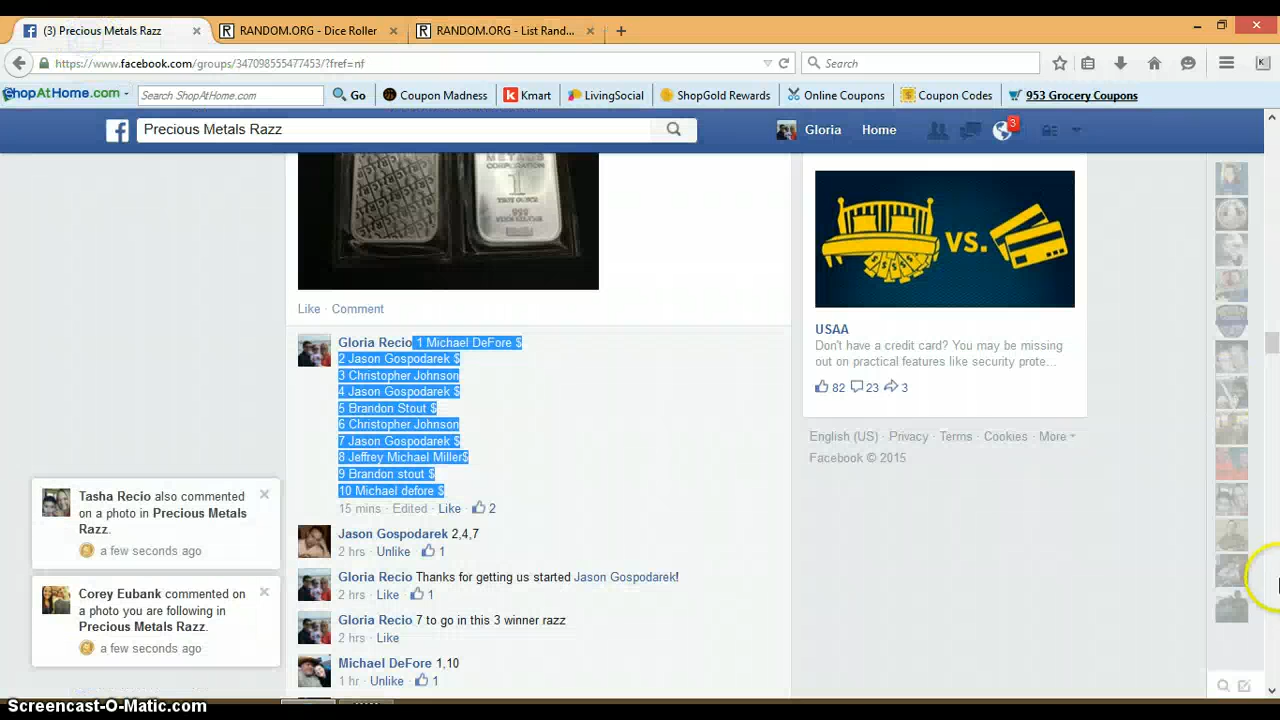 (3) Precious Metals Razz
RANDOM.ORG - Dice Roller
RANDOM.ORG - List Rand...
https://www.facebook.com/groups/347098555477453/?fref=nf
Search
ShopAtHome.com
Search ShopAtHome.com
Go
Coupon Madness
Kmart
LivingSocial
ShopGold Rewards
Online Coupons
Coupon Codes
953 Grocery Coupons
Precious Metals Razz
Gloria
Home
3
METALS
CORPORATION
1
Like · Comment
Gloria Recio 1 Michael DeFore $
2 Jason Gospodarek $
3 Christopher Johnson
4 Jason Gospodarek $
5 Brandon Stout $
6 Christopher Johnson
7 Jason Gospodarek $
8 Jeffrey Michael Miller$
9 Brandon stout $
10 Michael defore $
15 mins · Edited · Like · 2
Jason Gospodarek 2,4,7
2 hrs · Unlike · 1
Gloria Recio Thanks for getting us started Jason Gospodarek!
2 hrs · Like · 1
Gloria Recio 7 to go in this 3 winner razz
2 hrs · Like
Michael DeFore 1,10
1 hr · Unlike · 1
VS.
USAA
Don't have a credit card? You may be missing
out on practical features like security prote...
82 23 3
English (US) · Privacy · Terms · Cookies · More
Facebook © 2015
Tasha Recio also commented
on a photo in Precious Metals
Razz.
a few seconds ago
Corey Eubank commented on
a photo you are following in
Precious Metals Razz.
a few seconds ago
Screencast-O-Matic.com